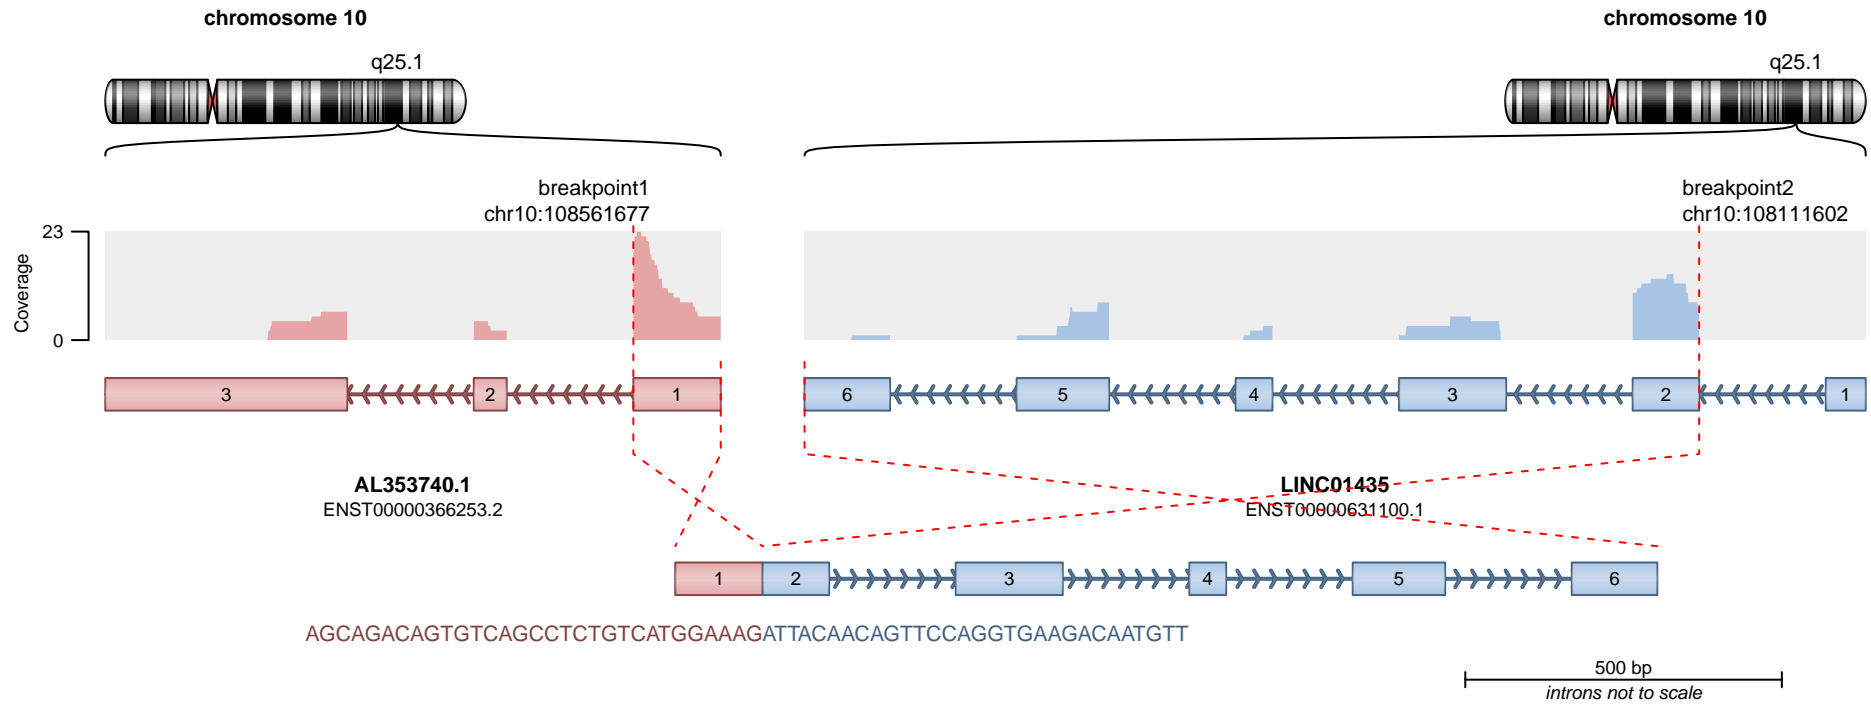 chromosome 10
chromosome 10
q25.1
q25.1
breakpoint1
chr10:108561677
breakpoint2
chr10:108111602
23
Coverage
0
3 2 1 6 5 4 3 2 1
AL353740.1
ENST00000366253.2
LINC01435
ENST00000631100.1
1 2 3 4 5 6
AGCAGACAGTGTCAGCCTCTGTCATGGAAAGATTACAACAGTTCCAGGTGAAGACAATGTT
500 bp
introns not to scale